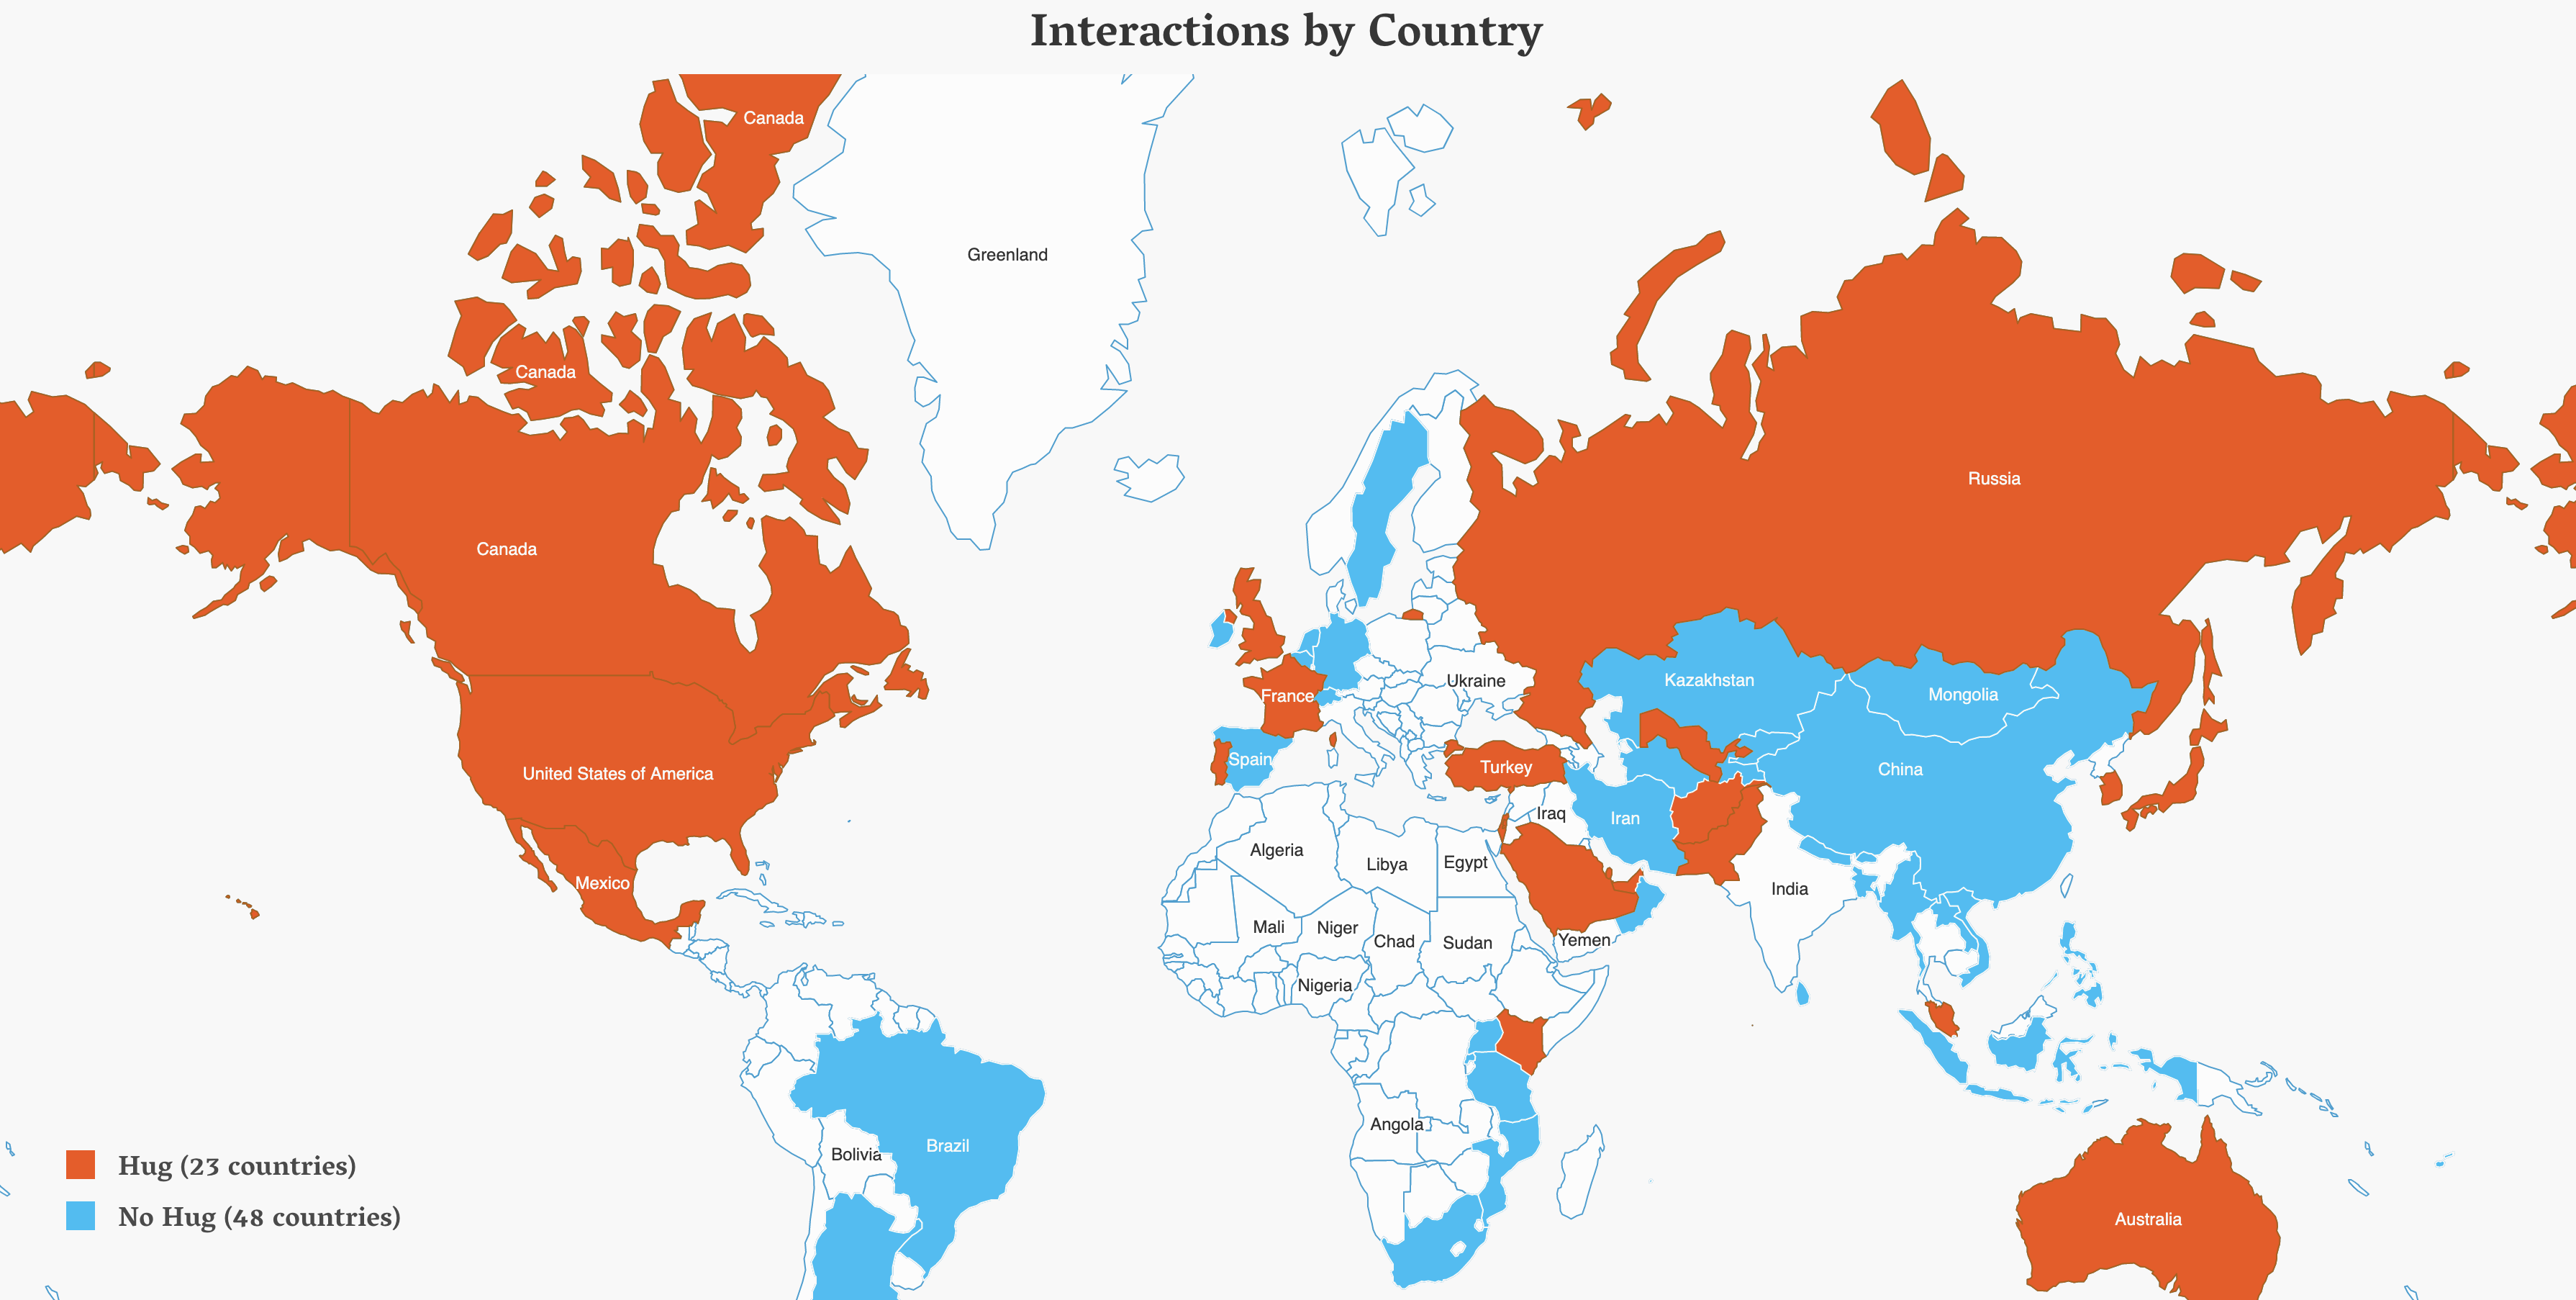 Interactions by Country
Canada
Greenland
Canada
Russia
Canada
Ukraine
Kazakhstan
Mongolia
France
Spain
Turkey
China
United States of America
Iraq
Iran
Algeria
Libya
Egypt
Mexico
India
Mali
Niger
Chad
Sudan
Yemen
Nigeria
Angola
Brazil
Bolivia
Australia
Hug (23 countries)
No Hug (48 countries)